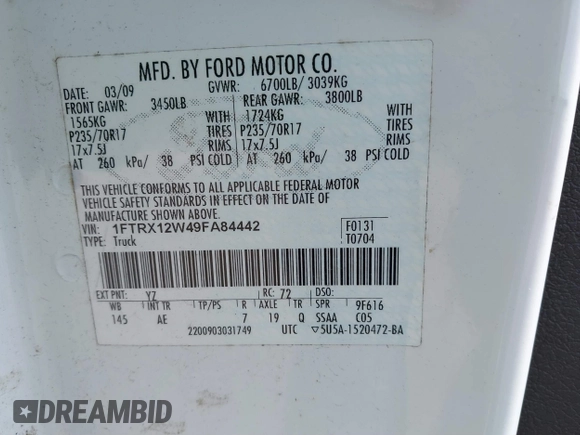 MFD. BY FORD MOTOR CO.
DATE: 03/09 GVWR: 6700LB/ 3039KG
FRONT GAWR: 3450LB REAR GAWR: 3800LB
1565KG WITH 1724KG WITH
P235/70R17 TIRES P235/70R17 TIRES
17x7.5J RIMS 17x7.5J RIMS
AT 260 kPa/ 38 PSI COLD AT 260 kPa/ 38 PSI COLD
THIS VEHICLE CONFORMS TO ALL APPLICABLE FEDERAL MOTOR
VEHICLE SAFETY STANDARDS IN EFFECT ON THE DATE OF
MANUFACTURE SHOWN ABOVE.
VIN: 1FTRX12W49FA84442 F0131
TYPE: Truck T0704
EXT PNT: YZ RC: 72 DSO:
WB INT TR TP/PS R AXLE TR SPR 9F616
145 AE 7 19 Q SSAA C05
2200903031749 UTC ▽5U5A-1520472-BA
Ford
DREAMBID